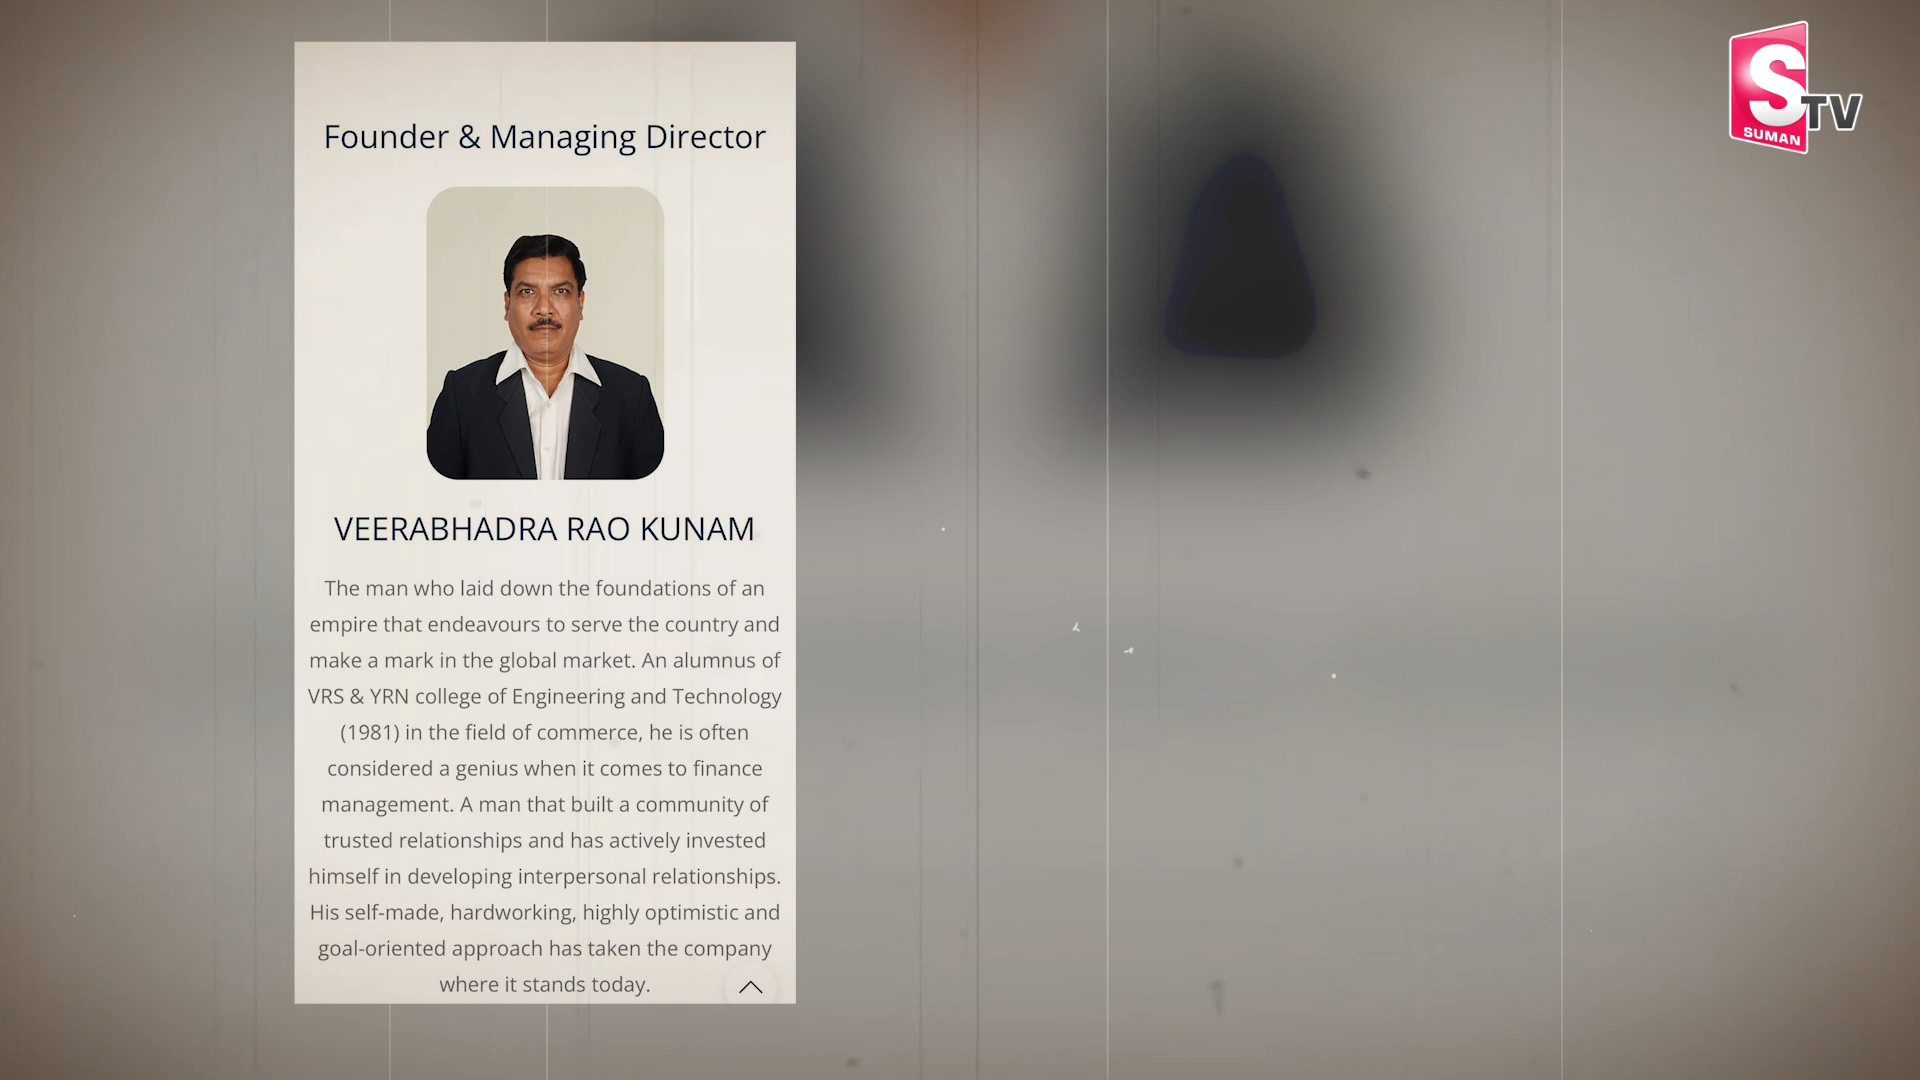 Founder & Managing Director
VEERABHADRA RAO KUNAM
The man who laid down the foundations of an
empire that endeavours to serve the country and
make a mark in the global market. An alumnus of
VRS & YRN college of Engineering and Technology
(1981) in the field of commerce, he is often
considered a genius when it comes to finance
management. A man that built a community of
trusted relationships and has actively invested
himself in developing interpersonal relationships.
His self-made, hardworking, highly optimistic and
goal-oriented approach has taken the company
where it stands today.
S TV
SUMAN